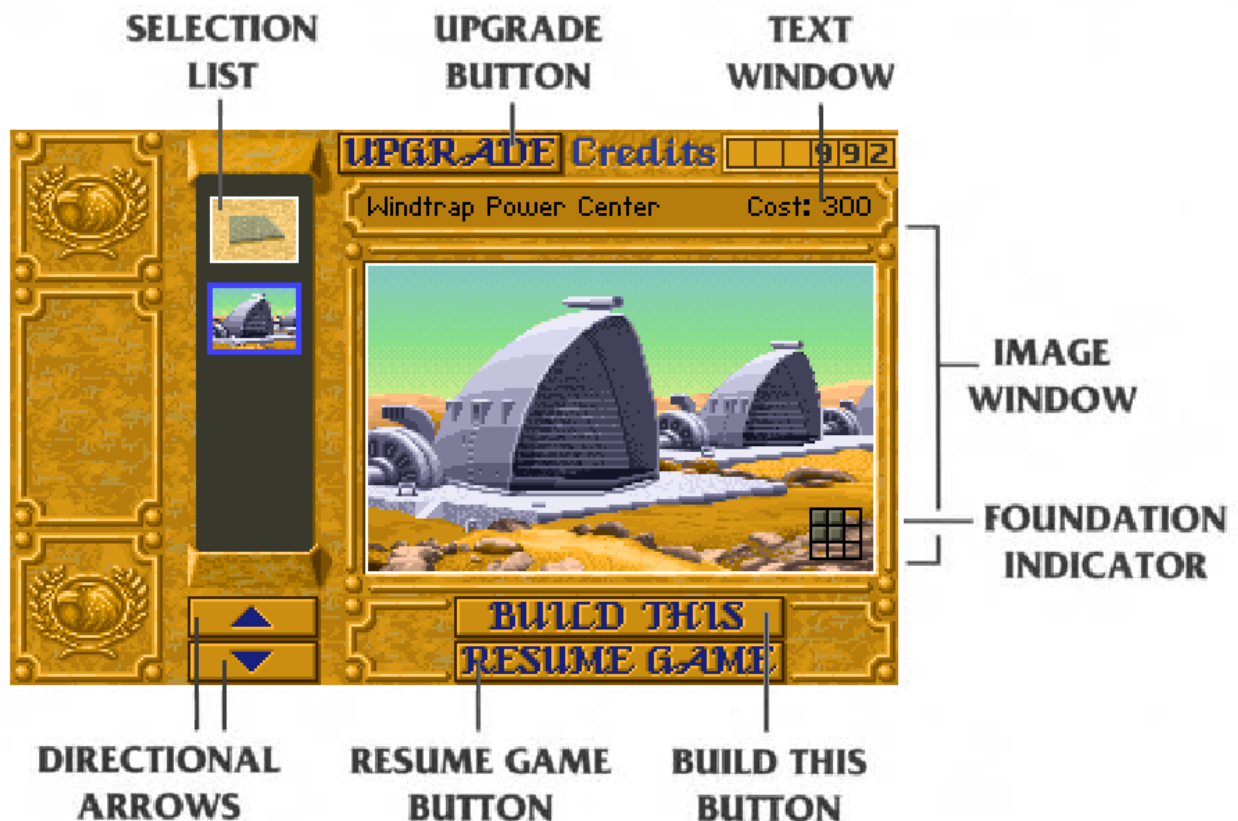 SELECTION
LIST
UPGRADE
BUTTON
TEXT
WINDOW
UPGRADE Credits 992
Windtrap Power Center Cost: 300
IMAGE
WINDOW
FOUNDATION
INDICATOR
BUILD THIS
RESUME GAME
DIRECTIONAL
ARROWS
RESUME GAME
BUTTON
BUILD THIS
BUTTON